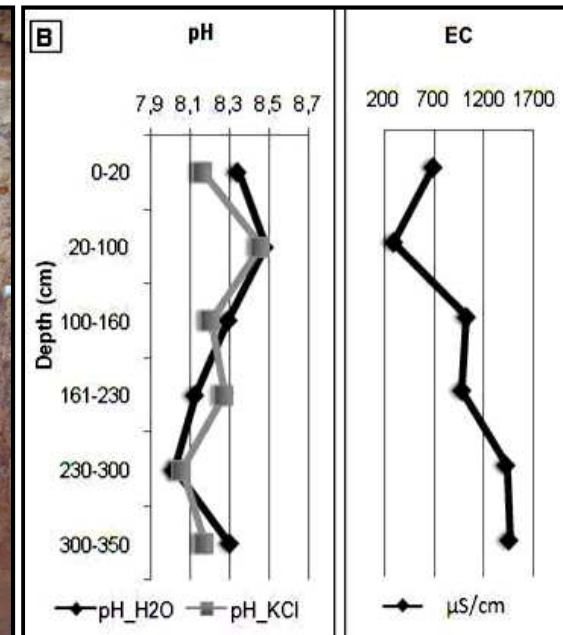 B
pH
EC
7,9 8,1 8,3 8,5 8,7
200 700 1200 1700
Depth (cm)
0-20
20-100
100-160
161-230
230-300
300-350
pH_H2O pH_KCl
µS/cm